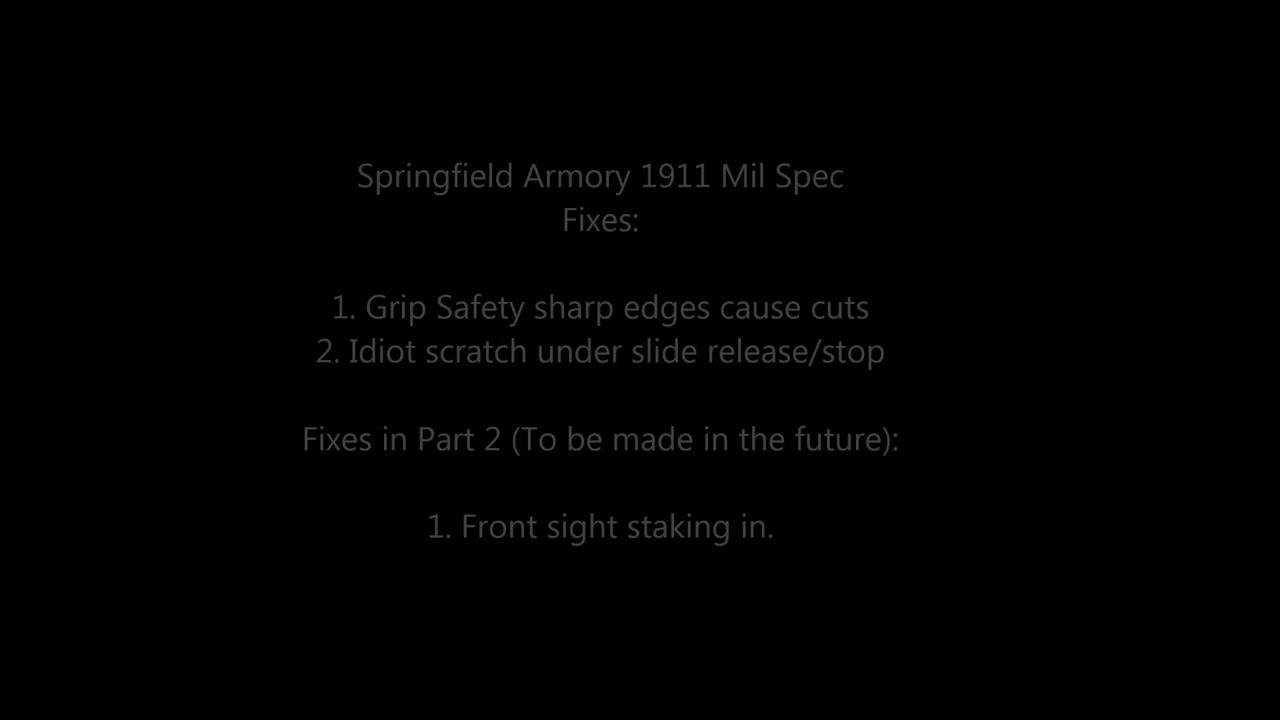 Springfield Armory 1911 Mil Spec
Fixes:
1. Grip Safety sharp edges cause cuts
2. Idiot scratch under slide release/stop
Fixes in Part 2 (To be made in the future):
1. Front sight staking in.